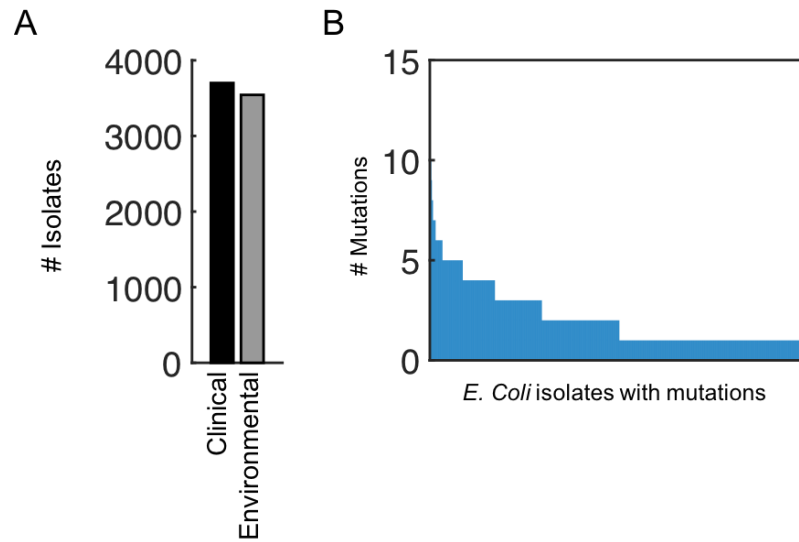 A
# Isolates
4000
3000
2000
1000
0
Clinical
Environmental
B
# Mutations
15
10
5
0
E. Coli isolates with mutations